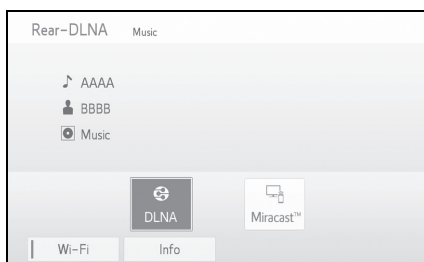 Rear-DLNA Music
AAAA
BBBB
Music
DLNA
Miracast™
Wi-Fi Info